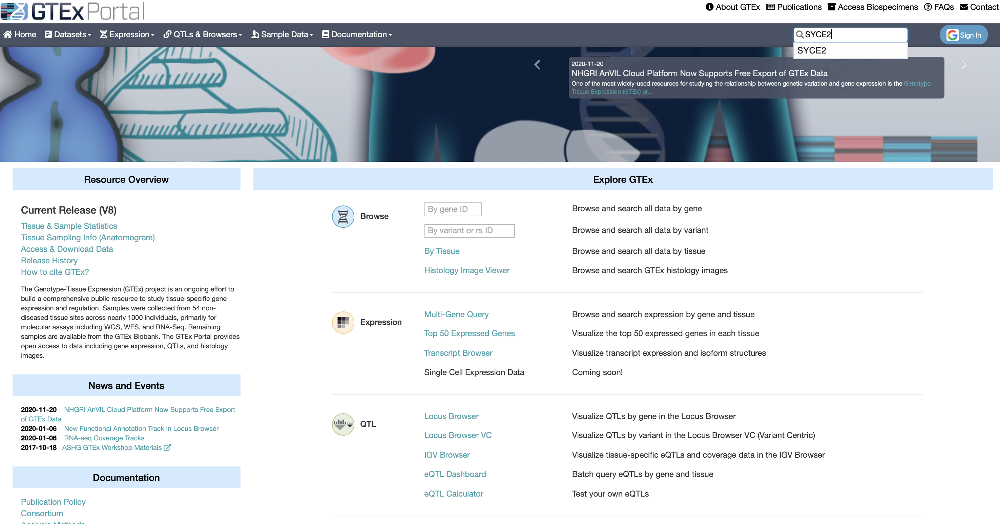 GTEx Portal
About GTEx Publications Access Biospecimens FAQs Contact
Home Datasets Expression QTLs & Browsers Sample Data Documentation SYCE2 Sign In
SYCE2
2020-11-20
NHGRI AnVIL Cloud Platform Now Supports Free Export of GTEx Data
One of the most widely-used resources for studying the relationship between genetic variation and gene expression is the Genotype-
Tissue Expression (GTEx) pr...
Resource Overview
Current Release (V8)
Tissue & Sample Statistics
Tissue Sampling Info (Anatomogram)
Access & Download Data
Release History
How to cite GTEx?
The Genotype-Tissue Expression (GTEx) project is an ongoing effort to
build a comprehensive public resource to study tissue-specific gene
expression and regulation. Samples were collected from 54 non-
diseased tissue sites across nearly 1000 individuals, primarily for
molecular assays including WGS, WES, and RNA-Seq. Remaining
samples are available from the GTEx Biobank. The GTEx Portal provides
open access to data including gene expression, QTLs, and histology
images.
News and Events
2020-11-20 NHGRI AnVIL Cloud Platform Now Supports Free Export
of GTEx Data
2020-01-06 New Functional Annotation Track in Locus Browser
2020-01-06 RNA-seq Coverage Tracks
2017-10-18 ASHG GTEx Workshop Materials
Documentation
Publication Policy
Consortium
Analysis Methods
Explore GTEx
Browse
By gene ID Browse and search all data by gene
By variant or rs ID Browse and search all data by variant
By Tissue Browse and search all data by tissue
Histology Image Viewer Browse and search GTEx histology images
Expression
Multi-Gene Query Browse and search expression by gene and tissue
Top 50 Expressed Genes Visualize the top 50 expressed genes in each tissue
Transcript Browser Visualize transcript expression and isoform structures
Single Cell Expression Data Coming soon!
QTL
Locus Browser Visualize QTLs by gene in the Locus Browser
Locus Browser VC Visualize QTLs by variant in the Locus Browser VC (Variant Centric)
IGV Browser Visualize tissue-specific eQTLs and coverage data in the IGV Browser
eQTL Dashboard Batch query eQTLs by gene and tissue
eQTL Calculator Test your own eQTLs